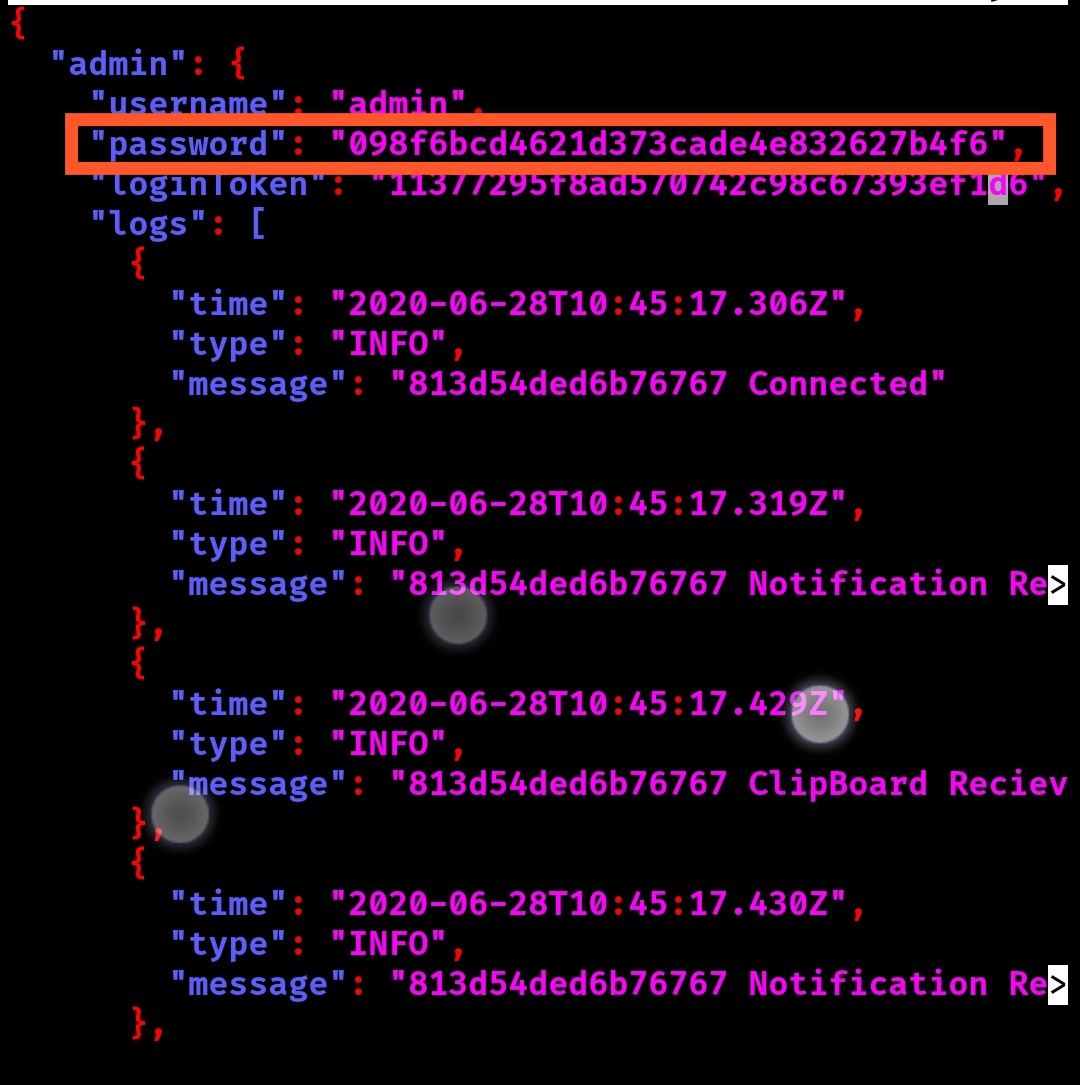 {
"admin": {
"username": "admin",
"password": "098f6bcd4621d373cade4e832627b4f6",
"loginToken": "11377295f8ad570742c98c67393ef1d6",
"logs": [
{
"time": "2020-06-28T10:45:17.306Z",
"type": "INFO",
"message": "813d54ded6b76767 Connected"
},
{
"time": "2020-06-28T10:45:17.319Z",
"type": "INFO",
"message": "813d54ded6b76767 Notification Re>
},
{
"time": "2020-06-28T10:45:17.429Z",
"type": "INFO",
"message": "813d54ded6b76767 ClipBoard Reciev
},
{
"time": "2020-06-28T10:45:17.430Z",
"type": "INFO",
"message": "813d54ded6b76767 Notification Re>
},